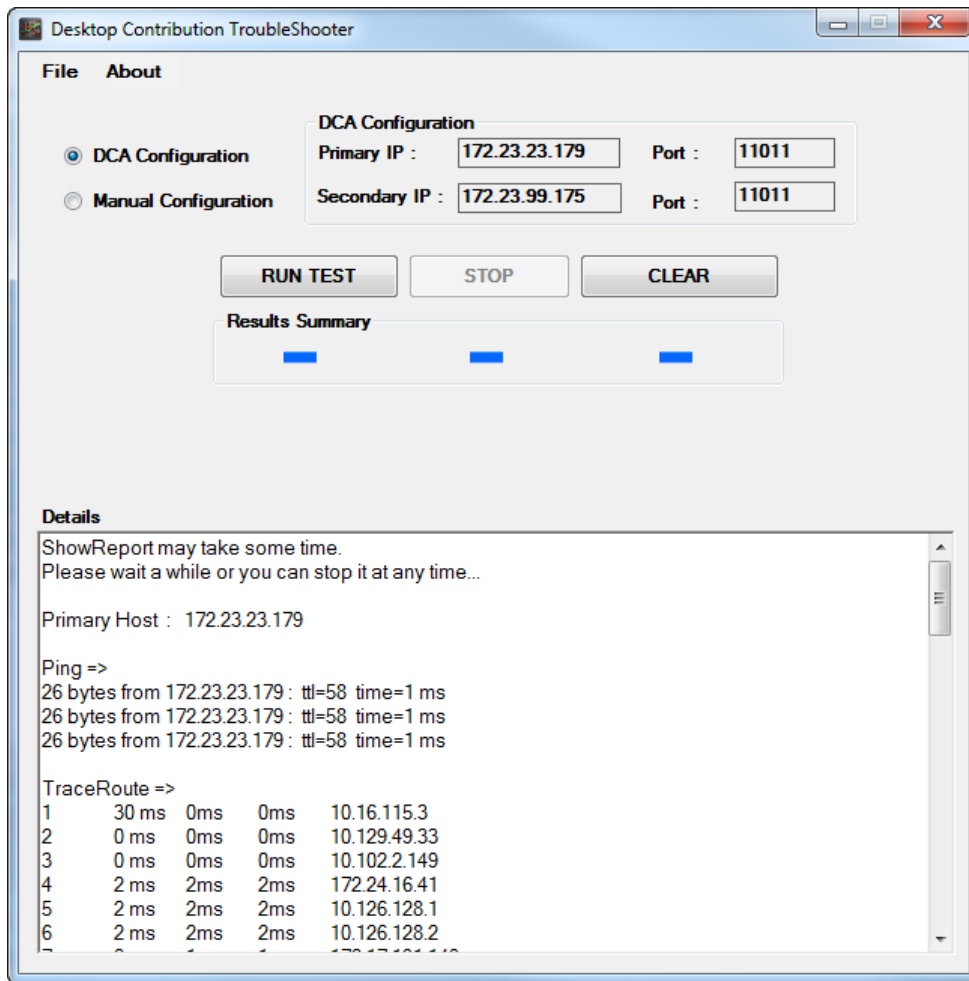 Desktop Contribution TroubleShooter
File About
DCA Configuration
DCA Configuration Primary IP : 172.23.23.179 Port : 11011
Manual Configuration Secondary IP : 172.23.99.175 Port : 11011
RUN TEST STOP CLEAR
Results Summary
Details
ShowReport may take some time.
Please wait a while or you can stop it at any time...
Primary Host : 172.23.23.179
Ping =>
26 bytes from 172.23.23.179 : ttl=58 time=1 ms
26 bytes from 172.23.23.179 : ttl=58 time=1 ms
26 bytes from 172.23.23.179 : ttl=58 time=1 ms
TraceRoute =>
1 30 ms 0ms 0ms 10.16.115.3
2 0 ms 0ms 0ms 10.129.49.33
3 0 ms 0ms 0ms 10.102.2.149
4 2 ms 2ms 2ms 172.24.16.41
5 2 ms 2ms 2ms 10.126.128.1
6 2 ms 2ms 2ms 10.126.128.2